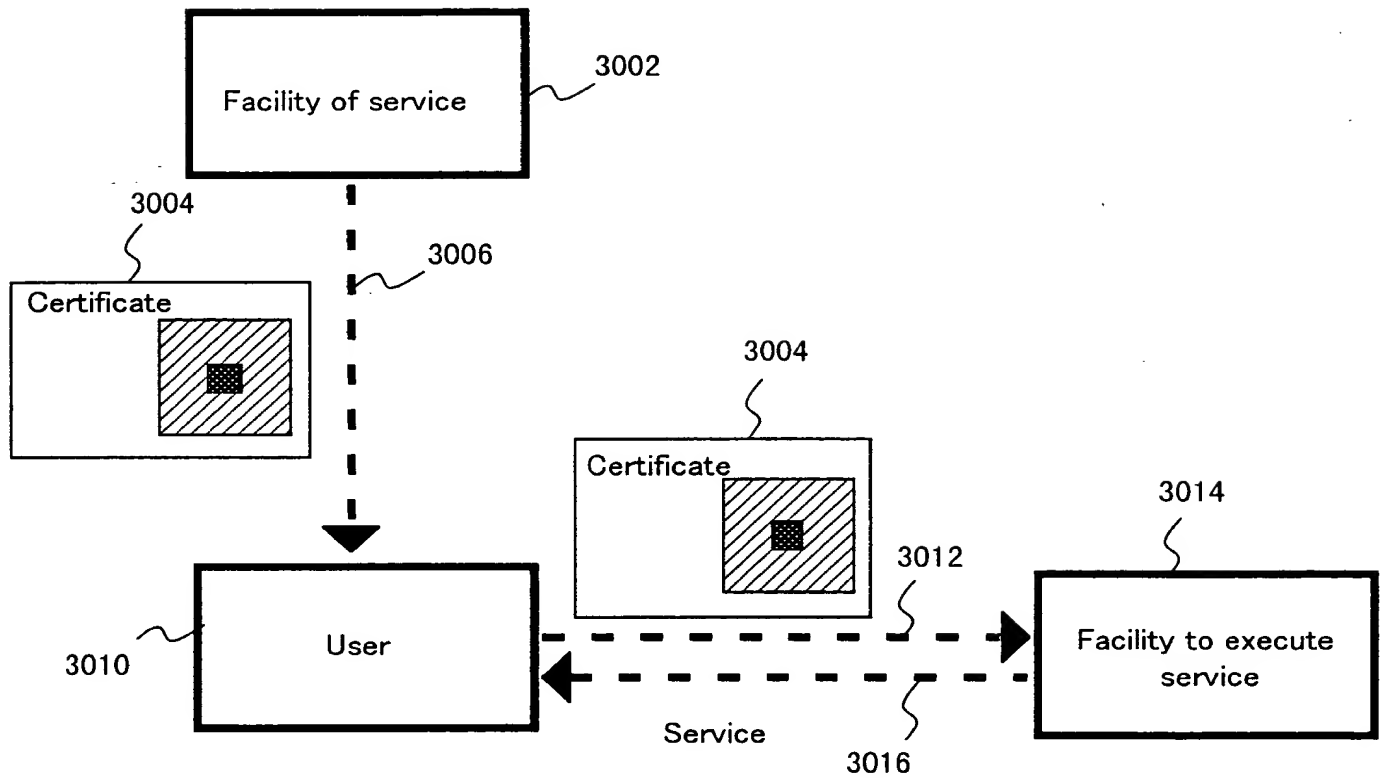 3002
Facility of service
3004
3006
Certificate
3004
Certificate
3014
3012
User
Facility to execute
service
3010
Service
3016